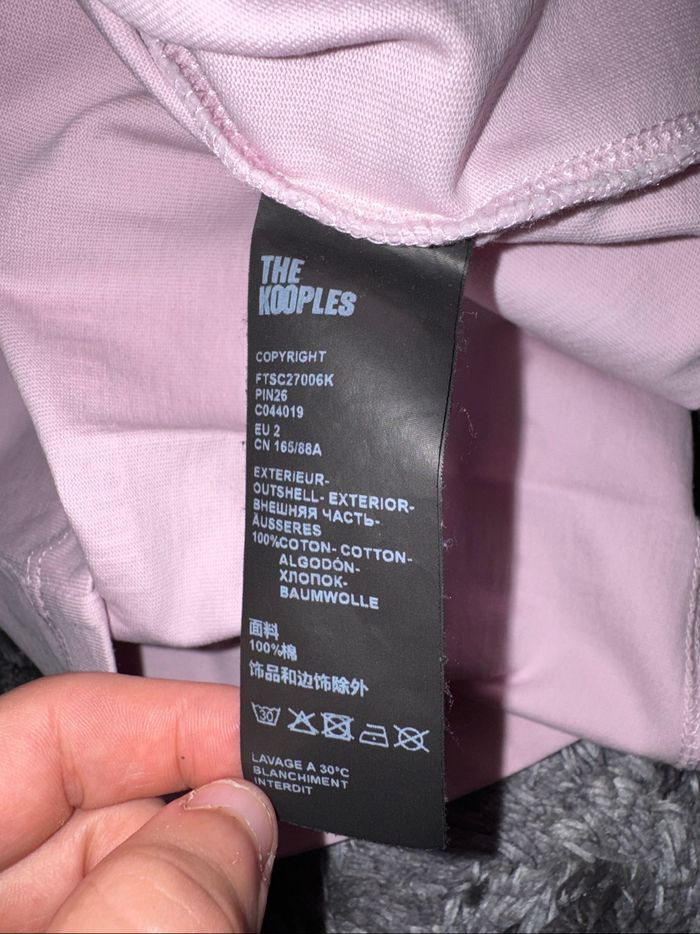 THE
KOOPLES
COPYRIGHT
FTSC27006K
PIN26
C044019
EU 2
CN 165/88A
EXTERIEUR-
OUTSHELL- EXTERIOR-
ВНЕШНЯЯ ЧАСТЬ-
ÄUSSERES
100%COTON- COTTON-
ALGODÓN-
ХЛОПОК-
BAUMWOLLE
面料
100%棉
饰品和边饰除外
30
LAVAGE A 30°C
BLANCHIMENT
INTERDIT